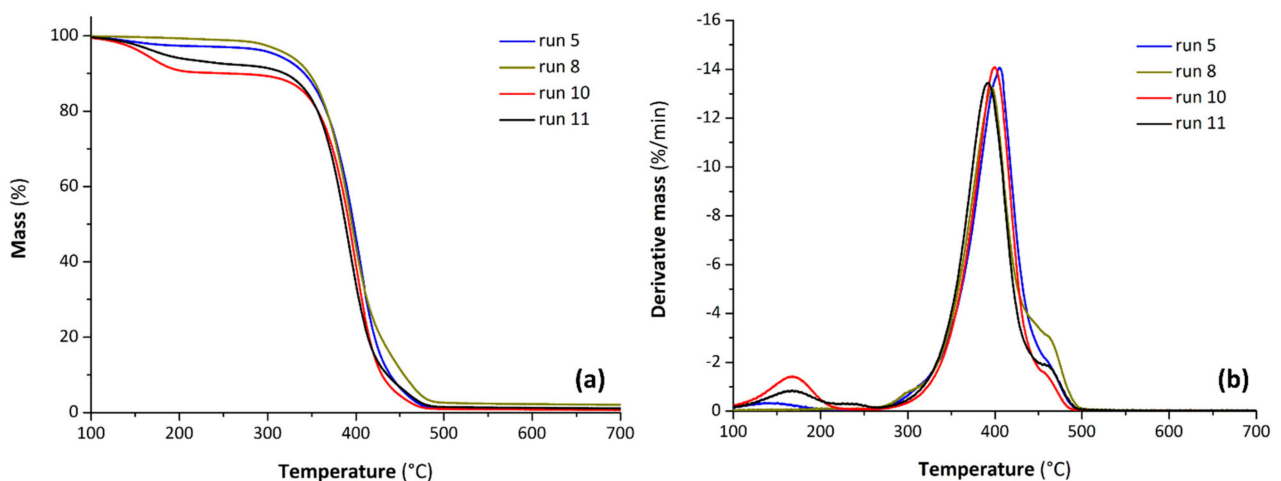 100
80
60
40
20
0
Mass (%)
run 5
run 8
run 10
run 11
(a)
100 200 300 400 500 600 700
Temperature (°C)
-16
-14
-12
-10
-8
-6
-4
-2
0
Derivative mass (%/min)
run 5
run 8
run 10
run 11
(b)
100 200 300 400 500 600 700
Temperature (°C)